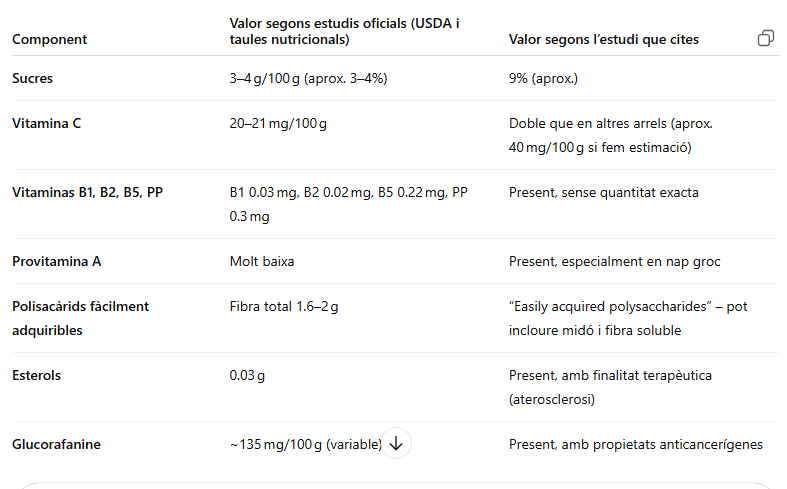 Component
Valor segons estudis oficials (USDA i
taules nutricionals)
Valor segons l’estudi que cites
Sucres
3–4 g/100 g (aprox. 3–4%)
9% (aprox.)
Vitamina C
20–21 mg/100 g
Doble que en altres arrels (aprox.
40 mg/100 g si fem estimació)
Vitaminas B1, B2, B5, PP
B1 0.03 mg, B2 0.02 mg, B5 0.22 mg, PP
0.3 mg
Present, sense quantitat exacta
Provitamina A
Molt baixa
Present, especialment en nap groc
Polisacàrids fàcilment
adquiribles
Fibra total 1.6–2 g
“Easily acquired polysaccharides” – pot
incloure midó i fibra soluble
Esterols
0.03 g
Present, amb finalitat terapèutica
(aterosclerosi)
Glucorafanine
~135 mg/100 g (variable)
Present, amb propietats anticancerígenes